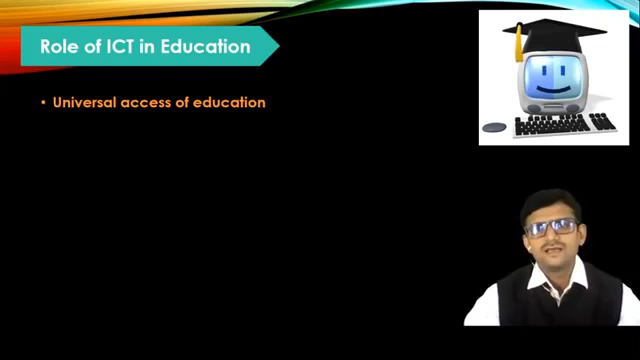 Role of ICT in Education
• Universal access of education